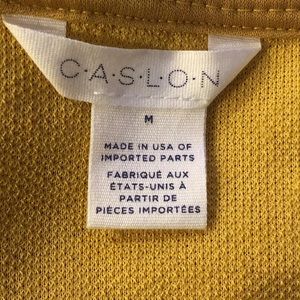 C·A·S·L·O·N
M
MADE IN USA OF
IMPORTED PARTS
FABRIQUÉ AUX
ÉTATS-UNIS À
PARTIR DE
PIÈCES IMPORTÉES